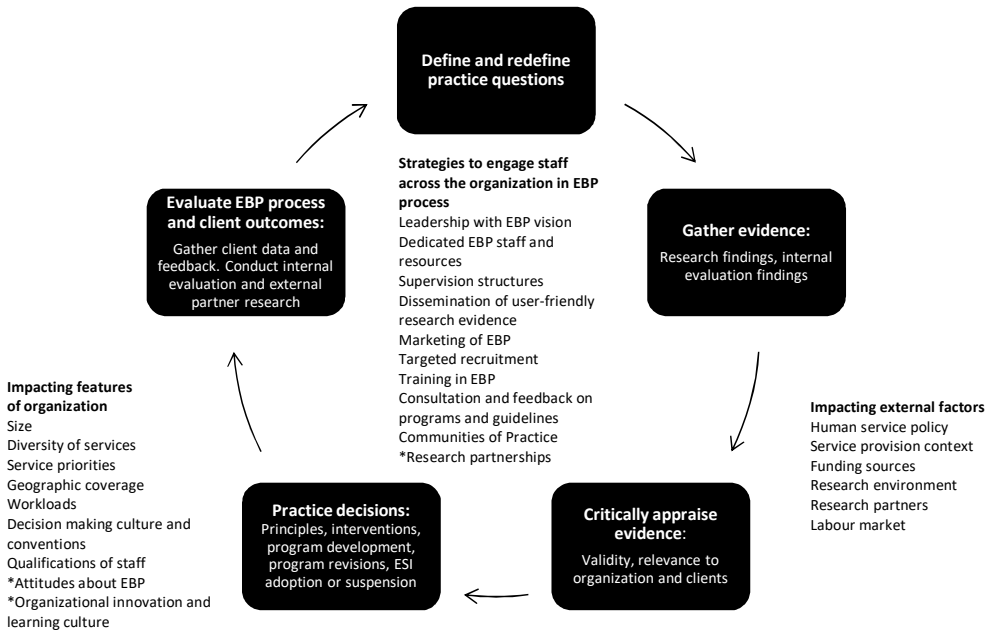 Define and redefine
practice questions
Strategies to engage staff
across the organization in EBP
process
Leadership with EBP vision
Dedicated EBP staff and
resources
Supervision structures
Dissemination of user-friendly
research evidence
Marketing of EBP
Targeted recruitment
Training in EBP
Consultation and feedback on
programs and guidelines
Communities of Practice
*Research partnerships
Evaluate EBP process
and client outcomes:
Gather client data and
feedback. Conduct internal
evaluation and external
partner research
Gather evidence:
Research findings, internal
evaluation findings
Impacting features
of organization
Size
Diversity of services
Service priorities
Geographic coverage
Workloads
Decision making culture and
conventions
Qualifications of staff
*Attitudes about EBP
*Organizational innovation and
learning culture
Impacting external factors
Human service policy
Service provision context
Funding sources
Research environment
Research partners
Labour market
Practice decisions:
Principles, interventions,
program development,
program revisions, ESI
adoption or suspension
Critically appraise
evidence:
Validity, relevance to
organization and clients